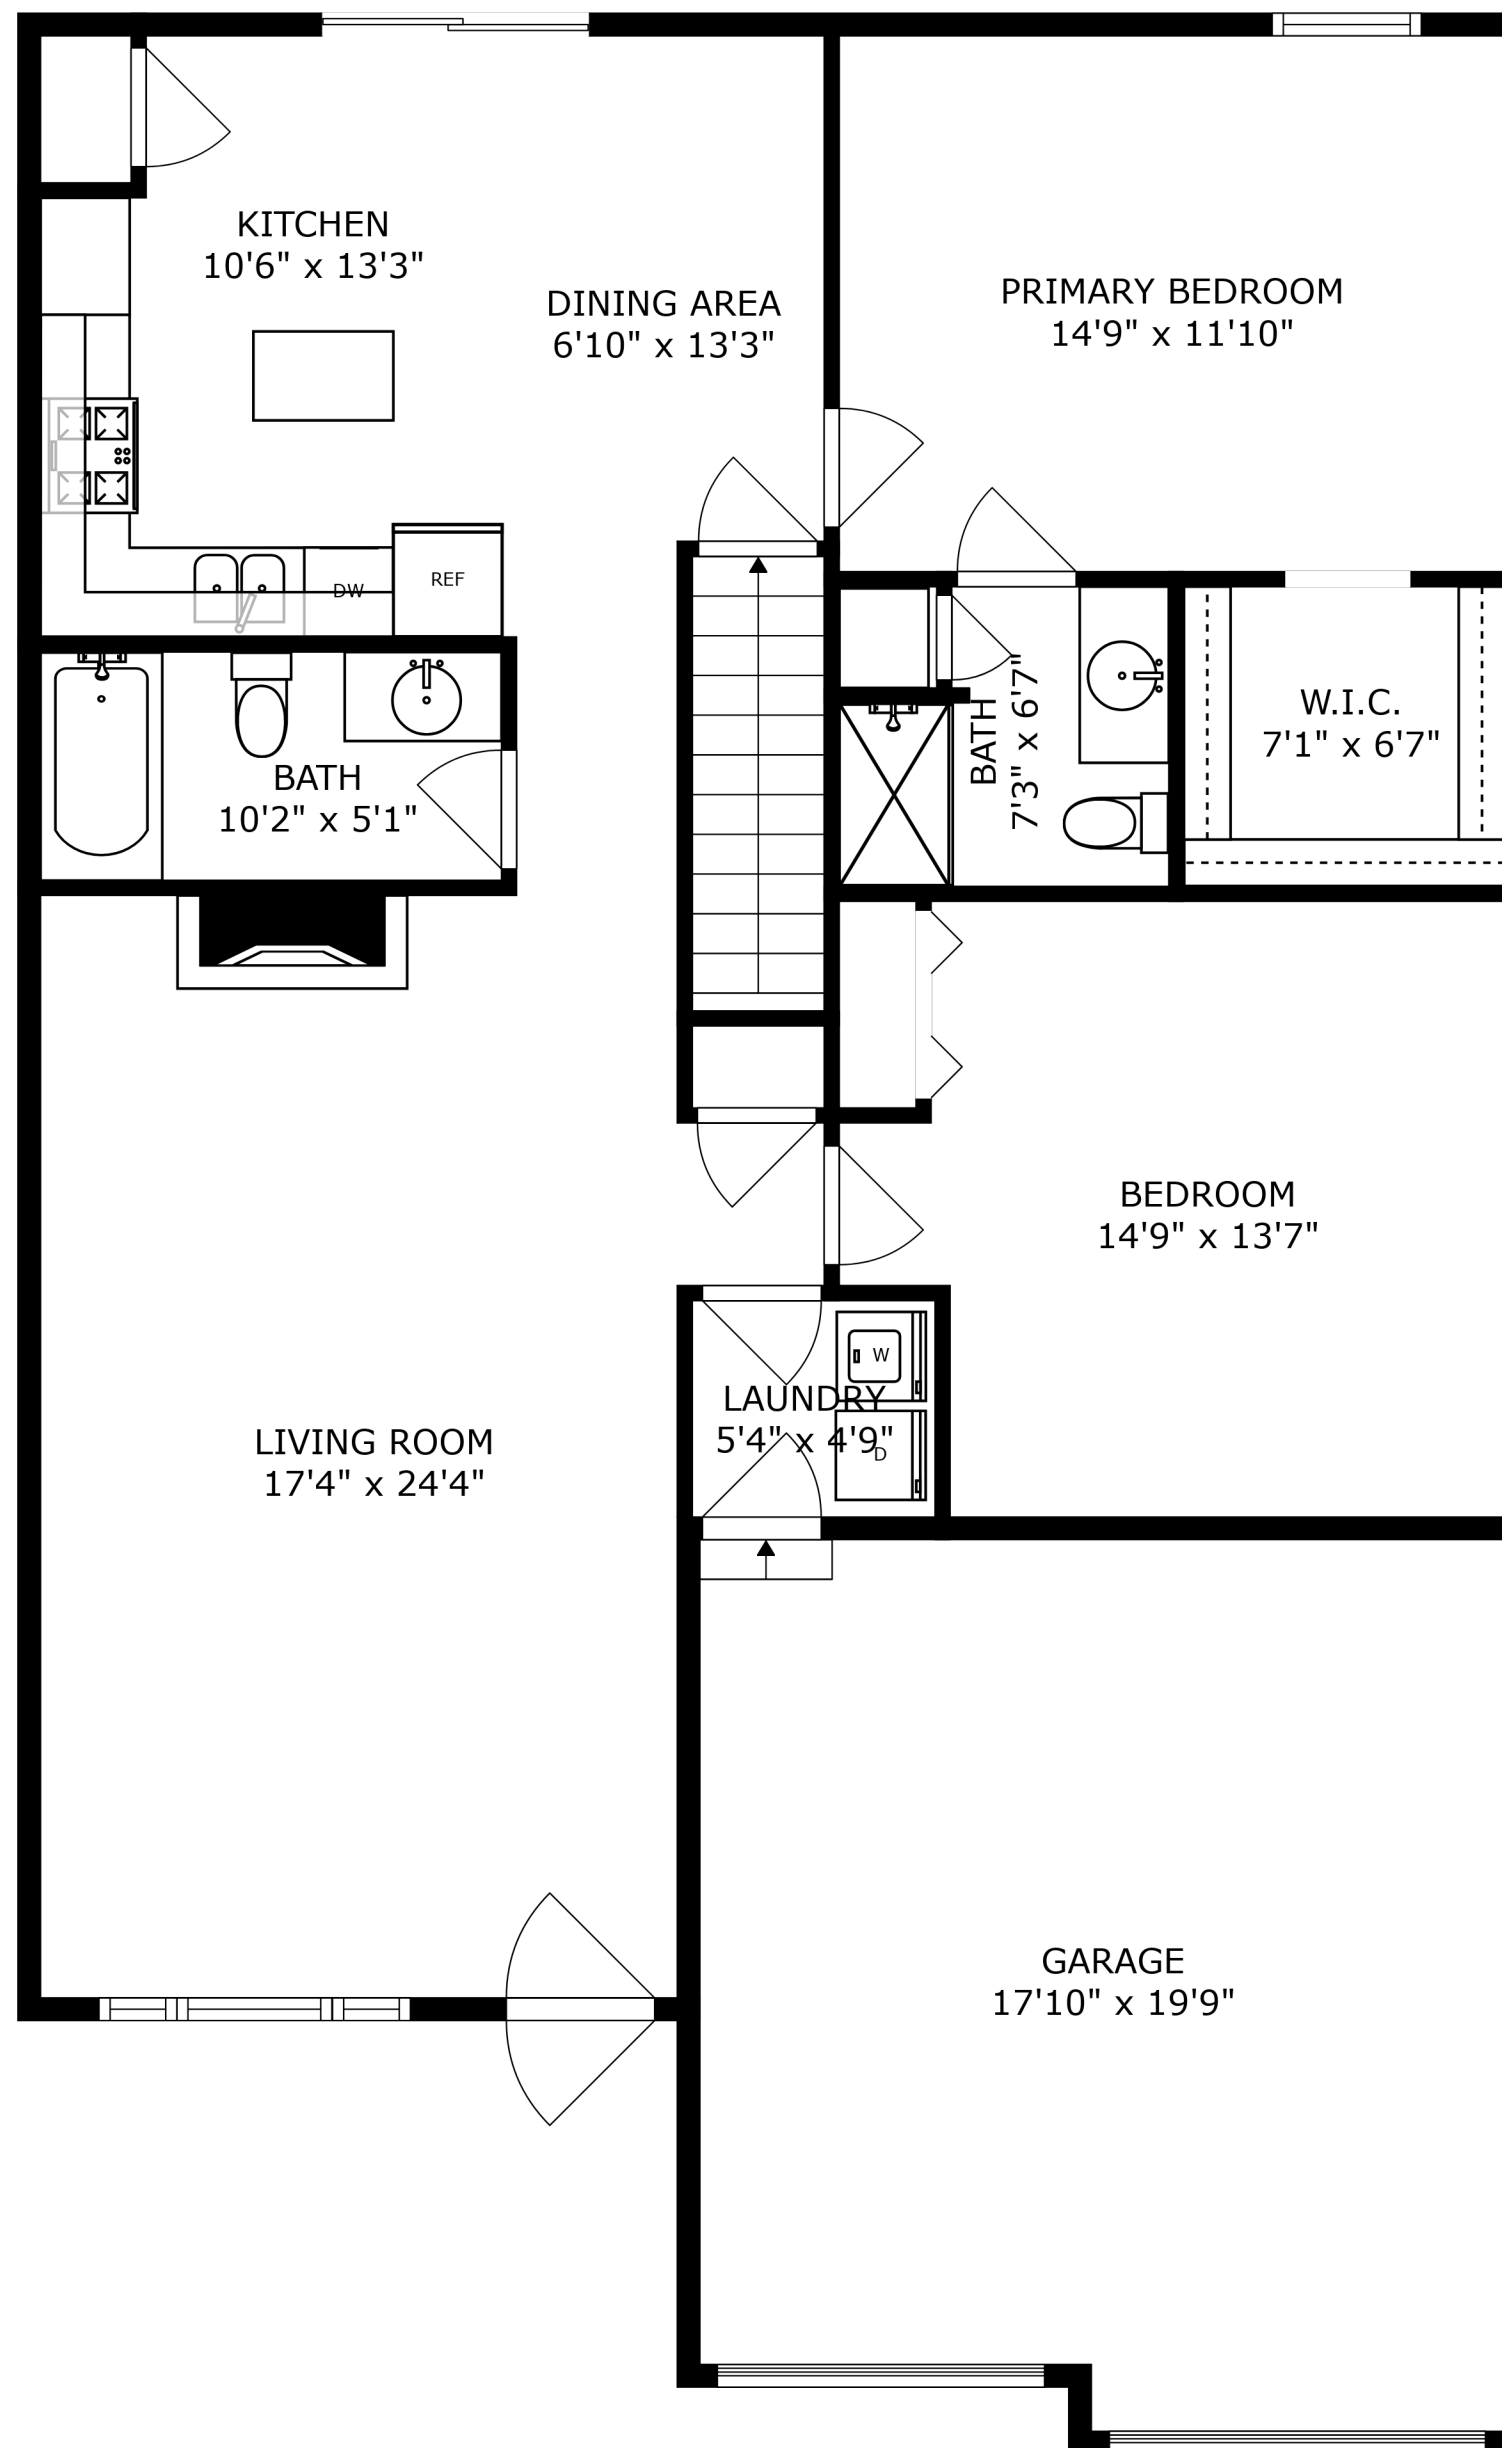 KITCHEN
10'6" x 13'3"
DINING AREA
6'10" x 13'3"
PRIMARY BEDROOM
14'9" x 11'10"
DW
REF
BATH
10'2" x 5'1"
BATH
7'3" x 6'7"
W.I.C.
7'1" x 6'7"
BEDROOM
14'9" x 13'7"
W
LAUNDRY
5'4" x 4'9"
D
LIVING ROOM
17'4" x 24'4"
GARAGE
17'10" x 19'9"